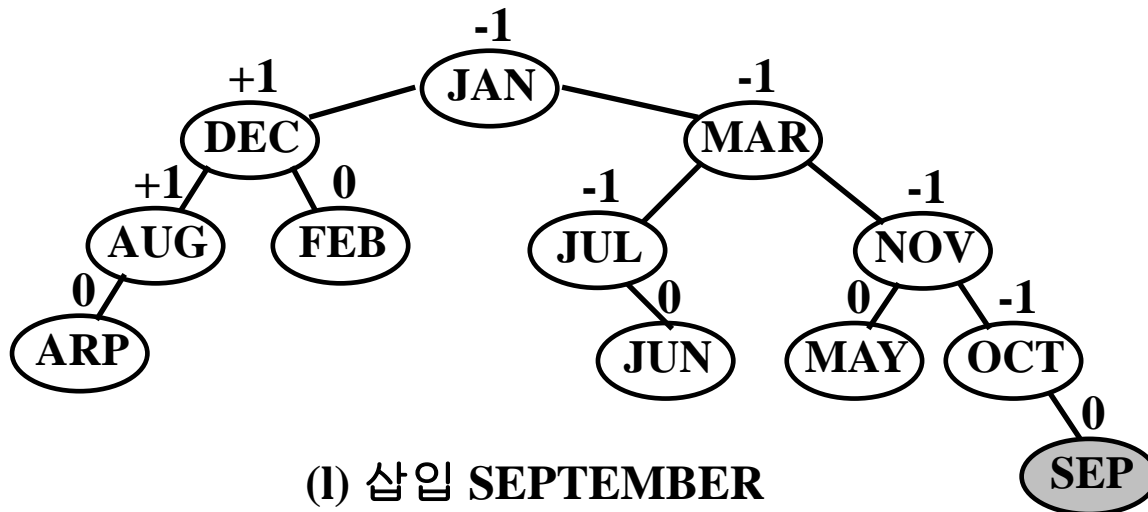 -1
JAN
+1
DEC
-1
MAR
+1
AUG
0
FEB
-1
JUL
-1
NOV
0
ARP
0
JUN
0
MAY
-1
OCT
0
SEP
(l) 삽입 SEPTEMBER